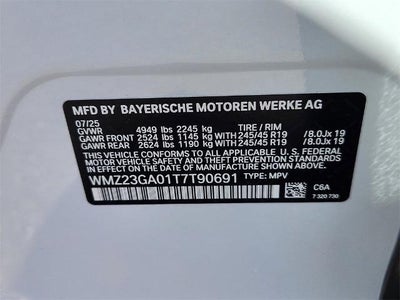 MFD BY BAYERISCHE MOTOREN WERKE AG
07/25
GVWR 4949 lbs 2245 kg TIRE / RIM
GAWR FRONT 2524 lbs 1145 kg WITH 245/45 R19 / 8.0Jx 19
GAWR REAR 2624 lbs 1190 kg WITH 245/45 R19 / 8.0Jx 19
THIS VEHICLE CONFORMS TO ALL APPLICABLE U.S. FEDERAL
MOTOR VEHICLE SAFETY, BUMPER, AND THEFT PREVENTION
STANDARDS IN EFFECT ON THE DATE OF MANUFACTURE SHOWN ABOVE.
WMZ23GA01T7T90691 TYPE: MPV
C6A
7 320 730